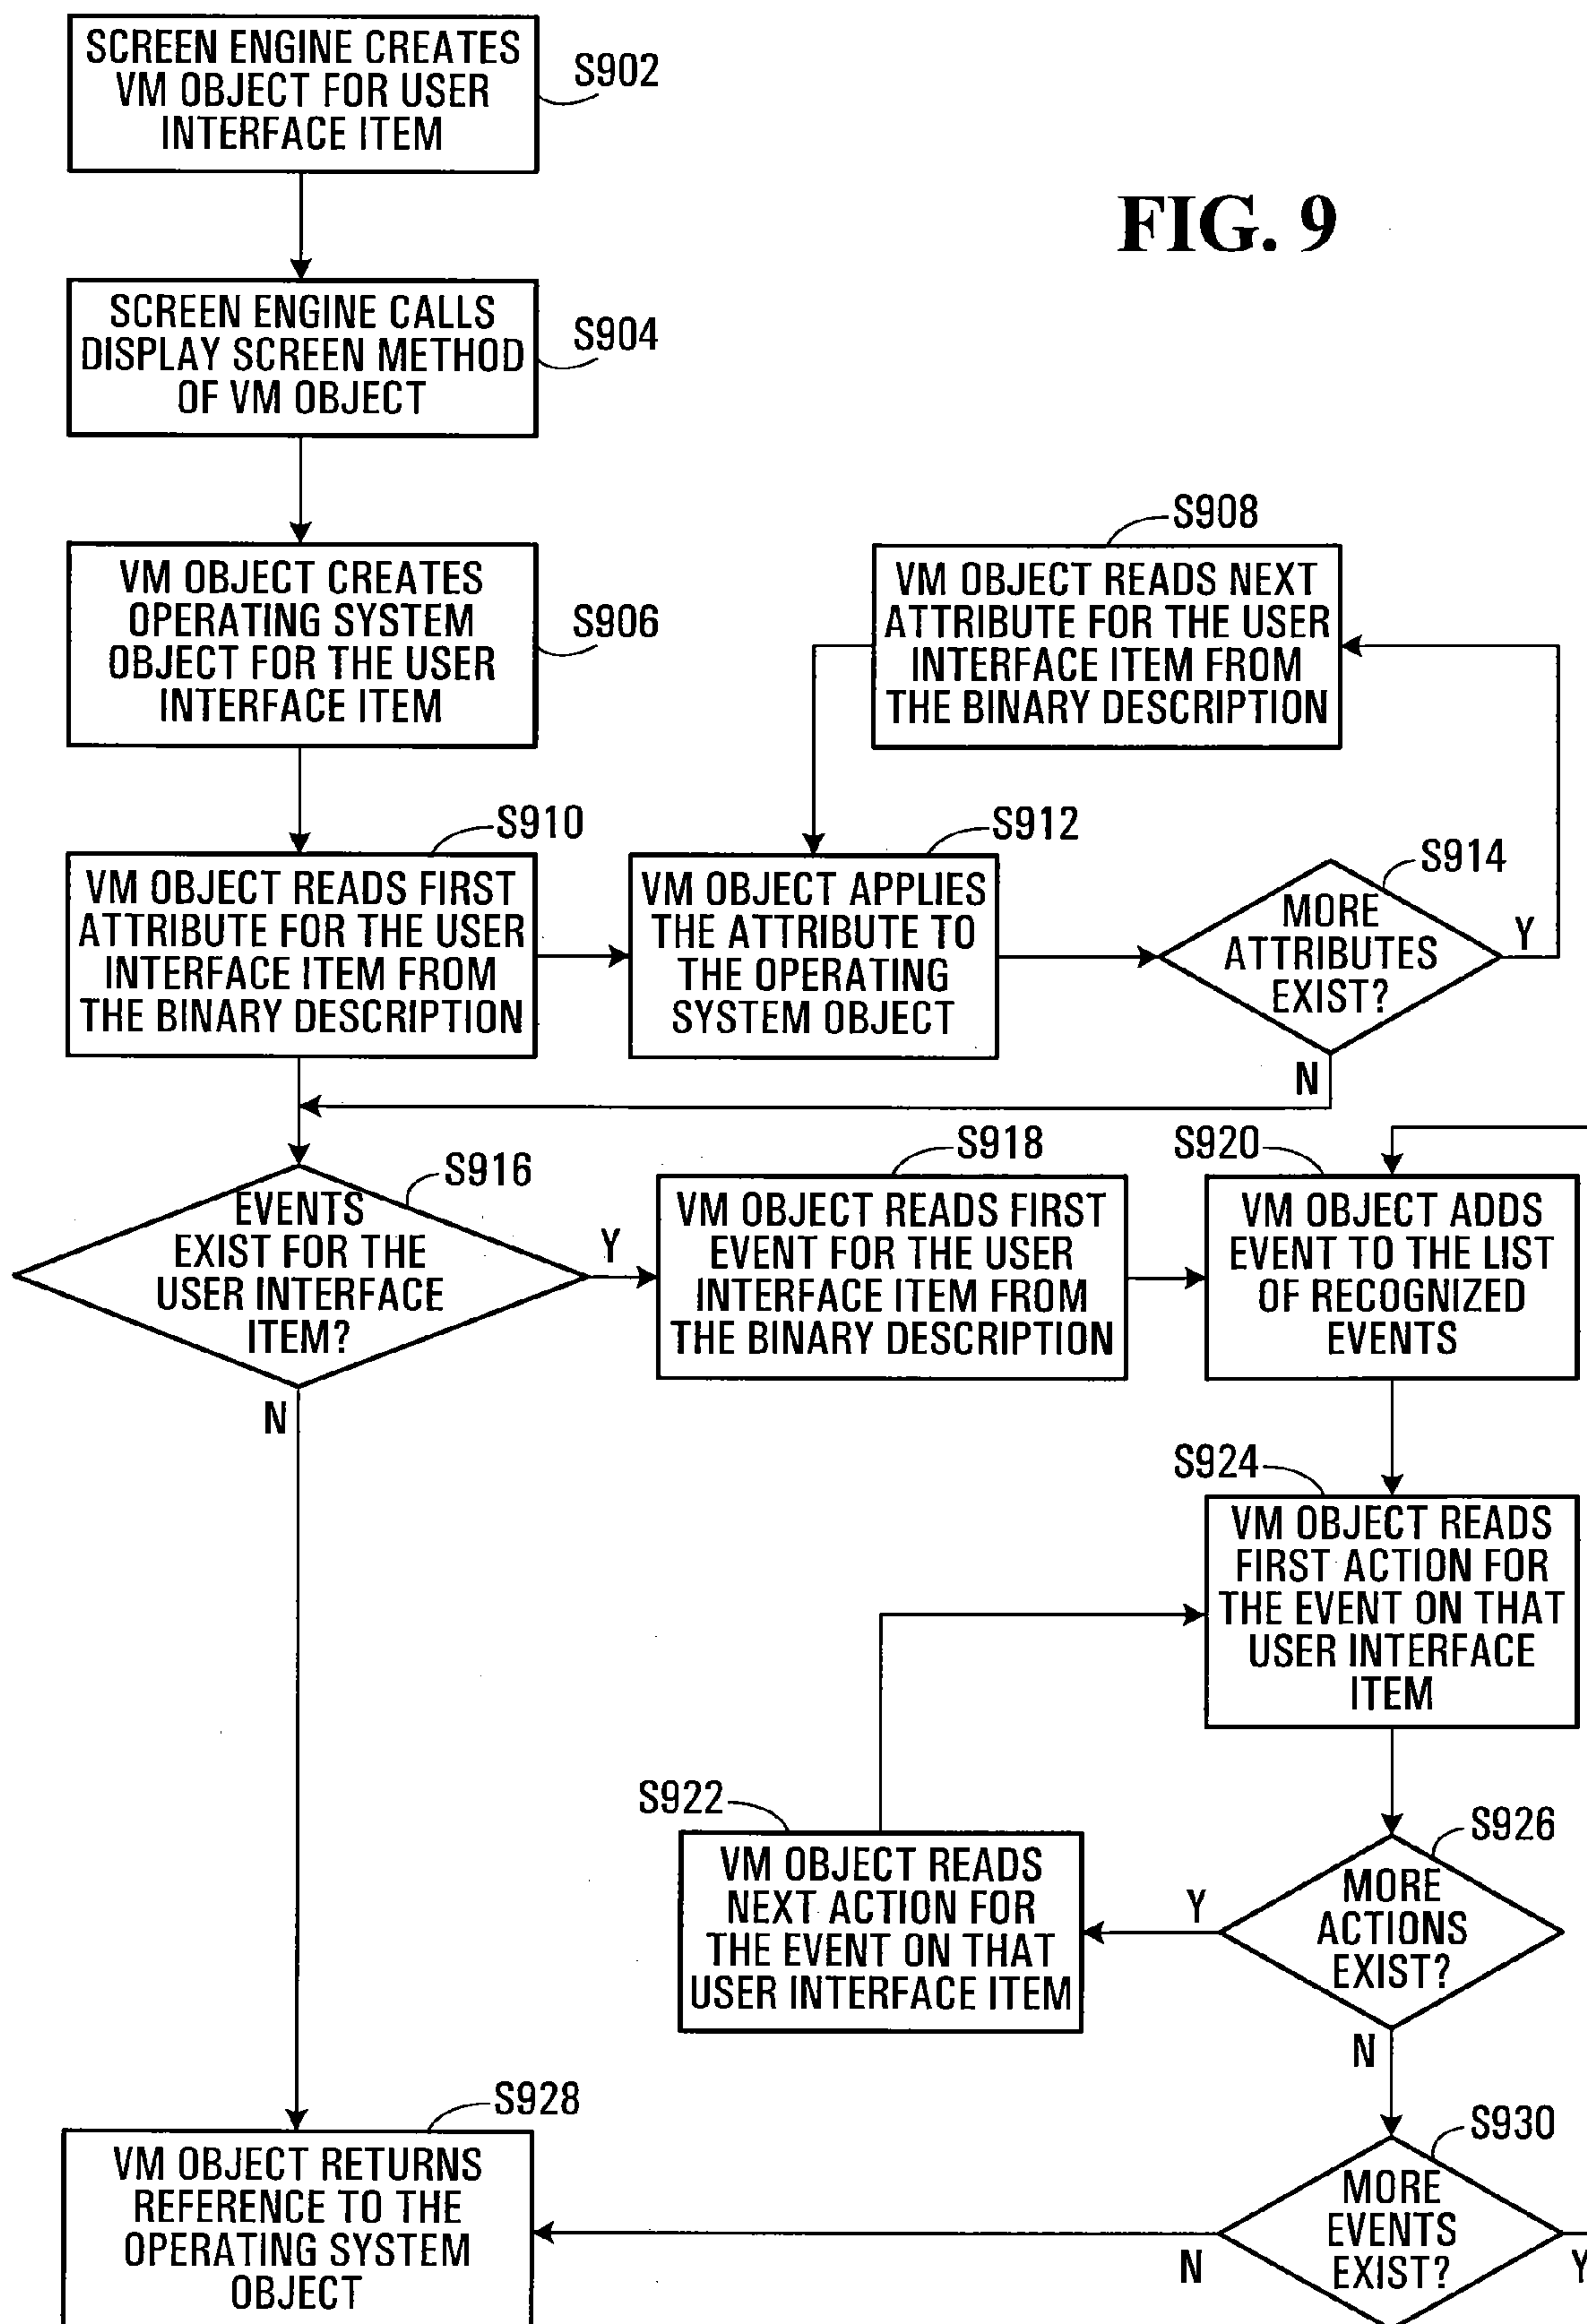 SCREEN ENGINE CREATES
VM OBJECT FOR USER
INTERFACE ITEM
S902
FIG. 9
SCREEN ENGINE CALLS
DISPLAY SCREEN METHOD
OF VM OBJECT
S904
VM OBJECT CREATES
OPERATING SYSTEM
OBJECT FOR THE USER
INTERFACE ITEM
S906
S908
VM OBJECT READS NEXT
ATTRIBUTE FOR THE USER
INTERFACE ITEM FROM
THE BINARY DESCRIPTION
S910
VM OBJECT READS FIRST
ATTRIBUTE FOR THE USER
INTERFACE ITEM FROM
THE BINARY DESCRIPTION
S912
VM OBJECT APPLIES
THE ATTRIBUTE TO
THE OPERATING
SYSTEM OBJECT
S914
MORE
ATTRIBUTES
EXIST?
Y
N
S916
EVENTS
EXIST FOR THE
USER INTERFACE
ITEM?
Y
N
S918
VM OBJECT READS FIRST
EVENT FOR THE USER
INTERFACE ITEM FROM
THE BINARY DESCRIPTION
S920
VM OBJECT ADDS
EVENT TO THE LIST
OF RECOGNIZED
EVENTS
S924
VM OBJECT READS
FIRST ACTION FOR
THE EVENT ON THAT
USER INTERFACE
ITEM
S922
VM OBJECT READS
NEXT ACTION FOR
THE EVENT ON THAT
USER INTERFACE ITEM
S926
MORE
ACTIONS
EXIST?
Y
N
S928
VM OBJECT RETURNS
REFERENCE TO THE
OPERATING SYSTEM
OBJECT
S930
MORE
EVENTS
EXIST?
N
Y